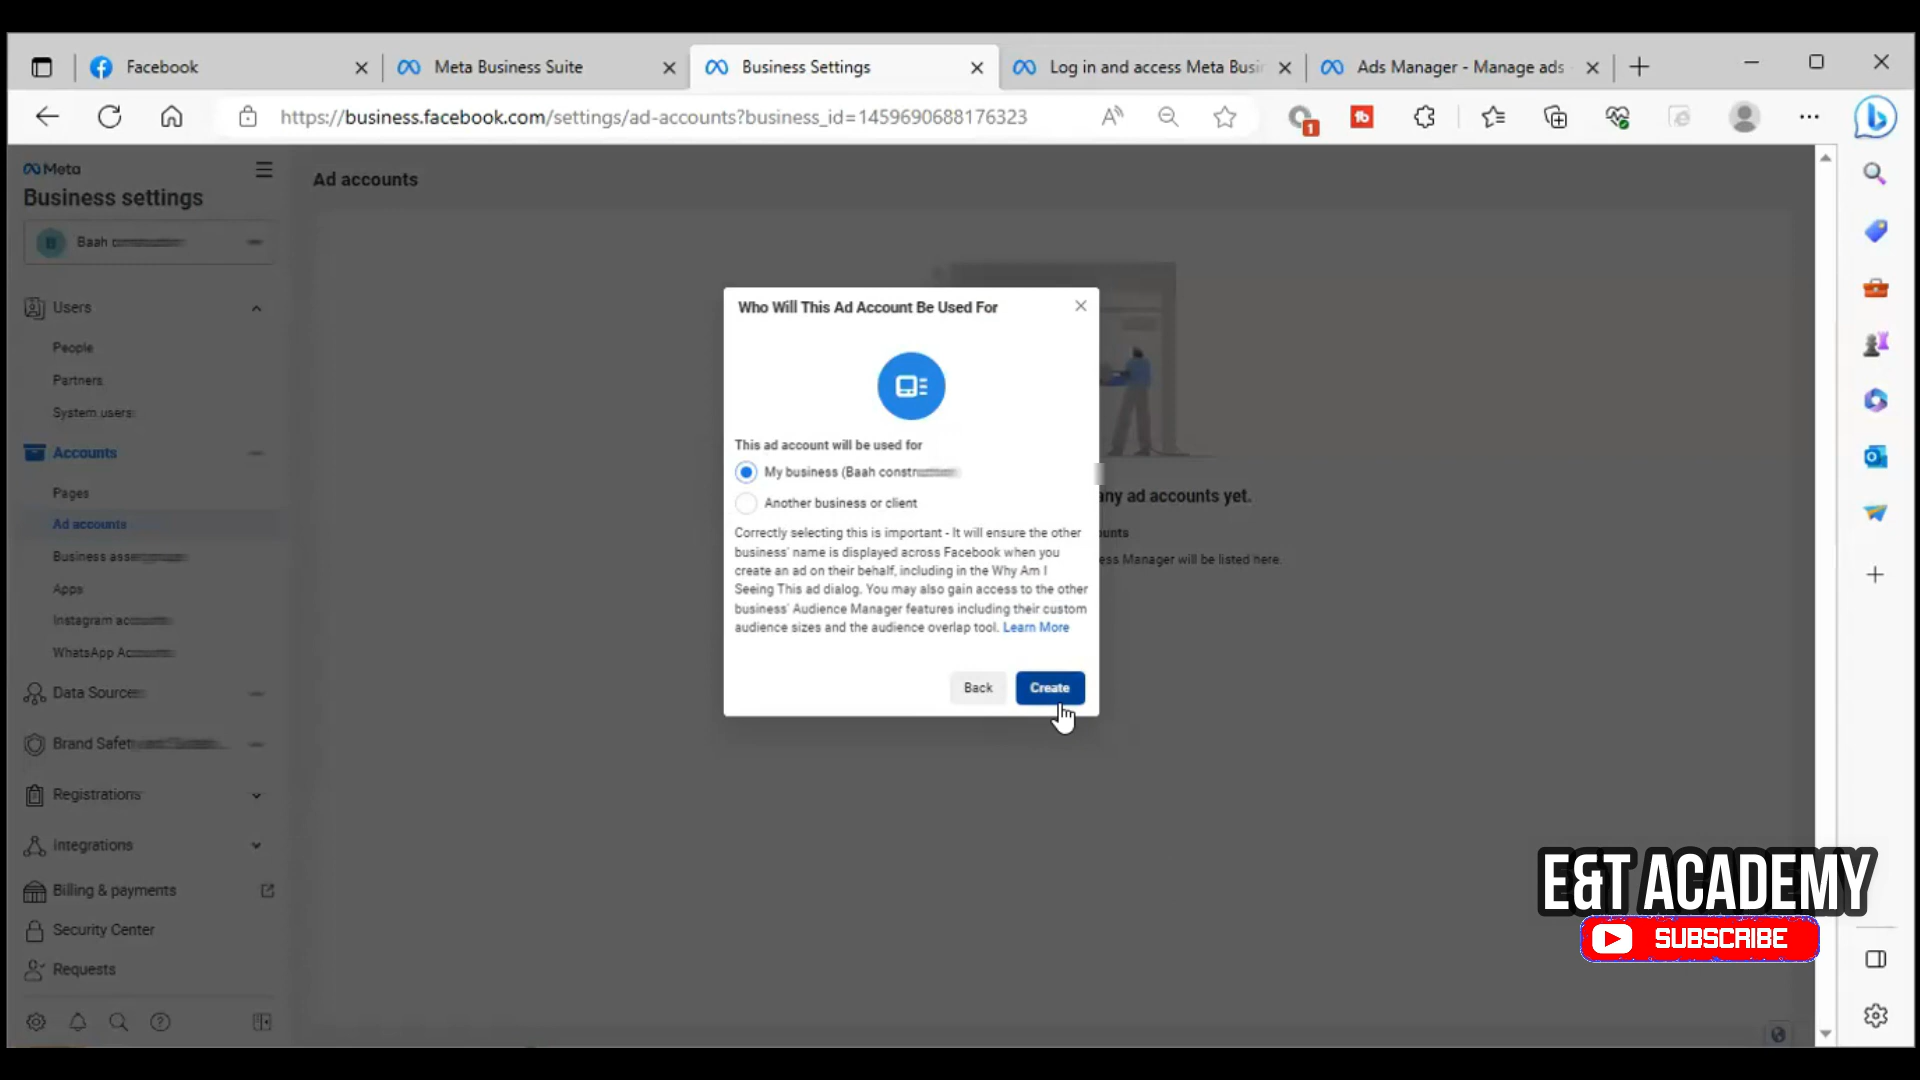 Facebook
Meta Business Suite
Business Settings
Log in and access Meta Busi
Ads Manager - Manage ads
https://business.facebook.com/settings/ad-accounts?business_id=1459690688176323
1
Meta
Business settings
B
Baah
Users
People
Partners
System users
Accounts
Pages
Ad accounts
Business
Apps
Instagram
WhatsApp
Data Sources
Brand
Registrations
Integrations
Billing & payments
Security Center
Requests
Ad accounts
any ad accounts yet.
Manager will be listed here.
Who Will This Ad Account Be Used For
This ad account will be used for
My business (Baah
Another business or client
Correctly selecting this is important - It will ensure the other
business' name is displayed across Facebook when you
create an ad on their behalf, including in the Why Am I
Seeing This ad dialog. You may also gain access to the other
business' Audience Manager features including their custom
audience sizes and the audience overlap tool. Learn More
Back
Create
E&T ACADEMY
SUBSCRIBE